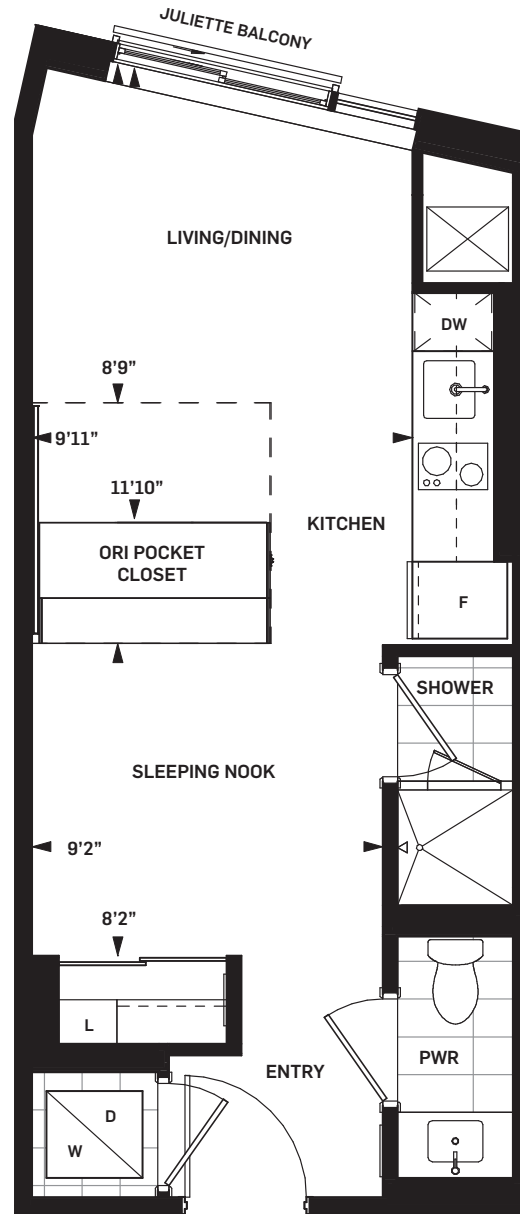 JULIETTE BALCONY
LIVING/DINING
DW
8’9”
9’11”
11’10”
KITCHEN
ORI POCKET
CLOSET
F
SHOWER
SLEEPING NOOK
9’2”
8’2”
L
ENTRY
PWR
D
W